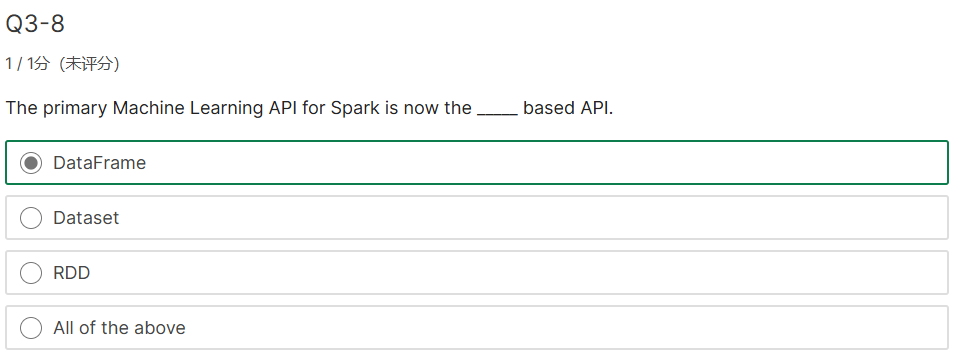 Q3-8
1 / 1分 (未评分)
The primary Machine Learning API for Spark is now the _____ based API.
DataFrame
Dataset
RDD
All of the above